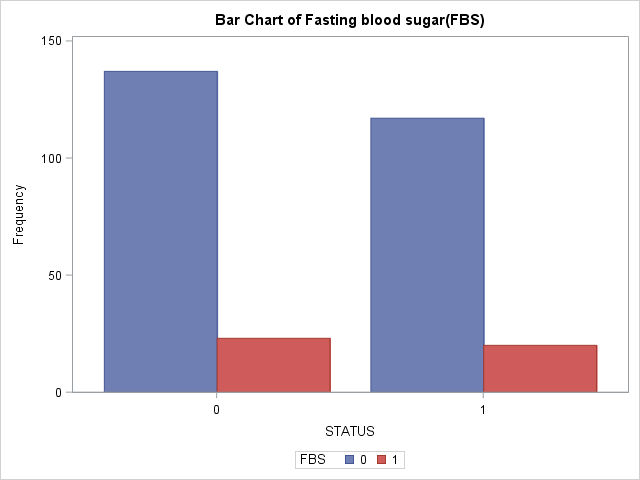 Bar Chart of Fasting blood sugar(FBS)
150
100
50
0
Frequency
0 1
STATUS
FBS 0 1